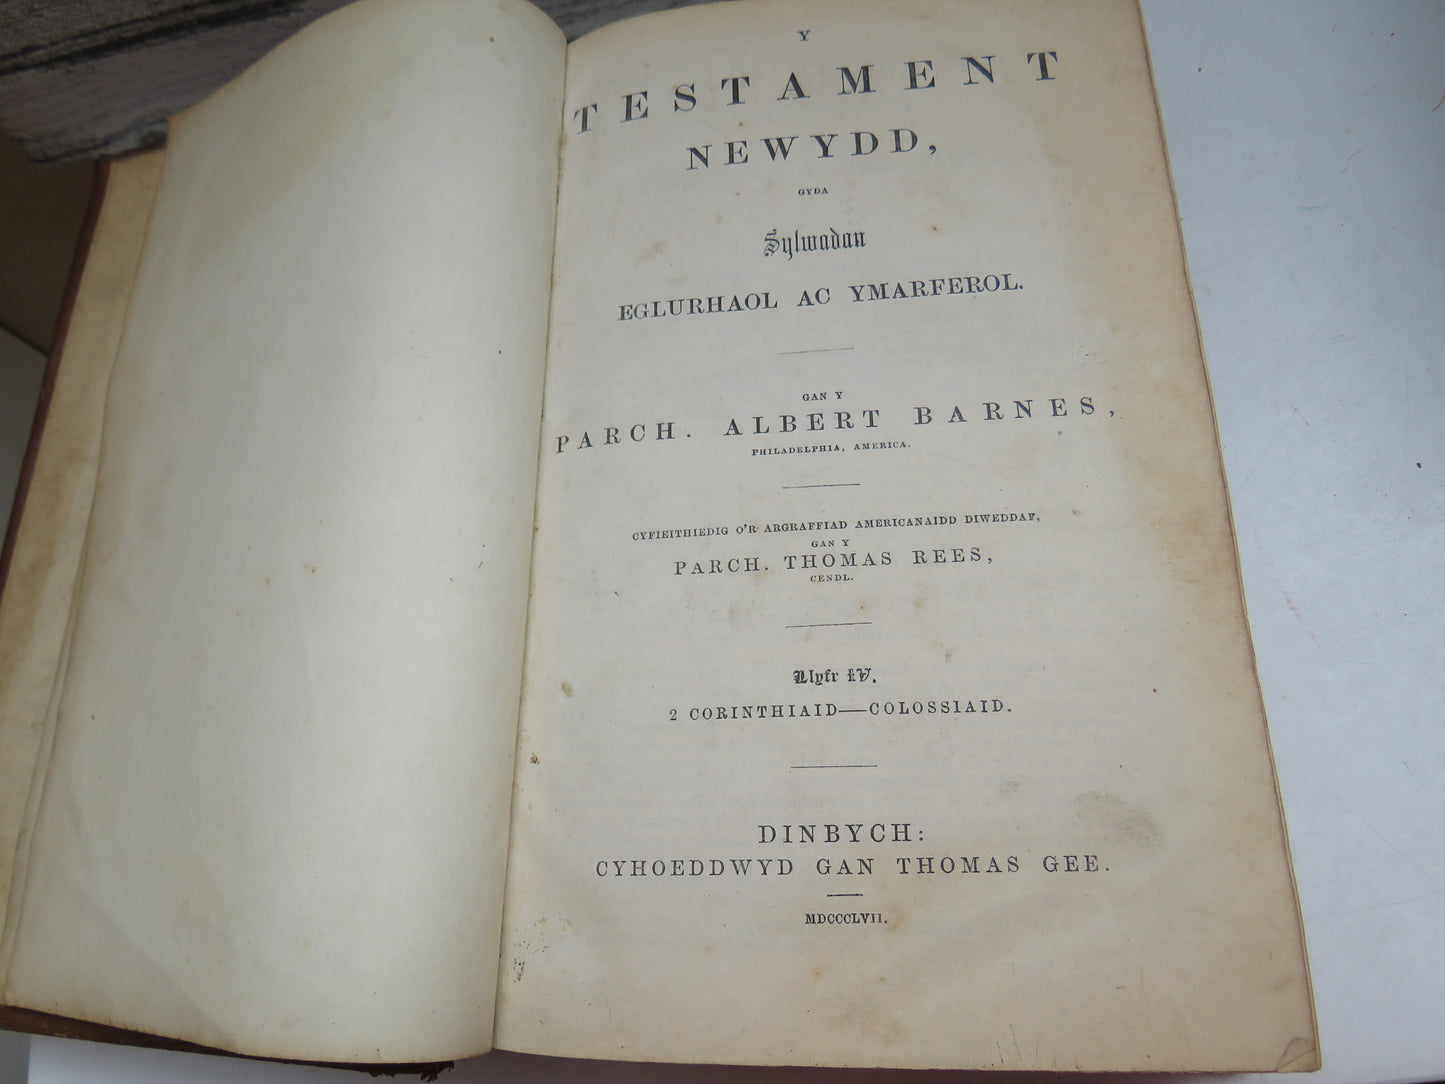 Y
TESTAMENT
NEWYDD,
GYDA
Sylwadau
EGLURHAOL AC YMARFEROL.
GAN Y
PARCH. ALBERT BARNES,
PHILADELPHIA, AMERICA.
CYFIEITHIEDIG O'R ARGRAFFIAD AMERICANAIDD DIWEDDAF,
GAN Y
PARCH. THOMAS REES,
CENDL.
Llyfr IV.
2 CORINTHIAID—COLOSSIAID.
DINBYCH:
CYHOEDDWYD GAN THOMAS GEE.
MDCCCLVII.